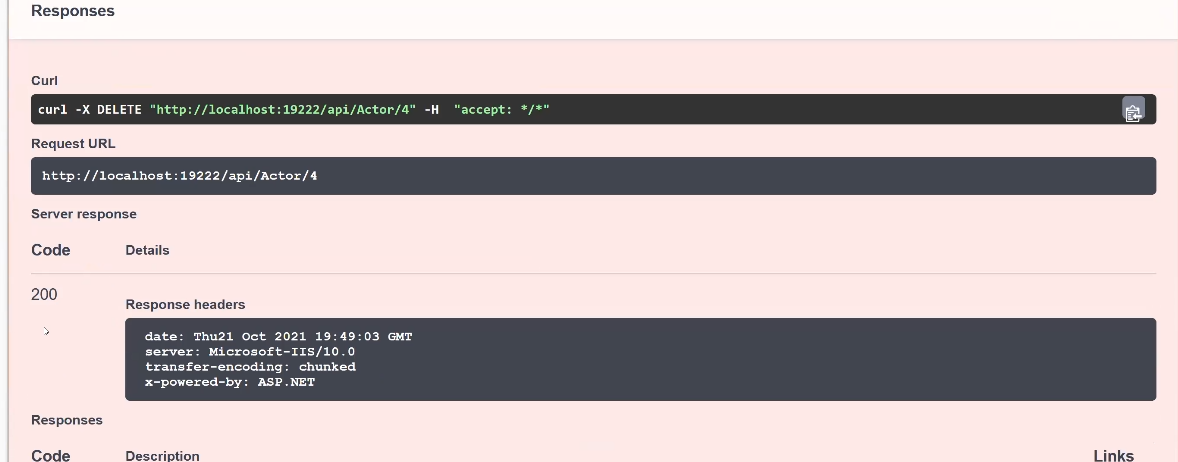 Responses
Curl
curl -X DELETE "http://localhost:19222/api/Actor/4" -H  "accept: */*"
Request URL
http://localhost:19222/api/Actor/4
Server response
Code Details
200
Response headers
date: Thu21 Oct 2021 19:49:03 GMT
server: Microsoft-IIS/10.0
transfer-encoding: chunked
x-powered-by: ASP.NET
Responses
Code Description Links